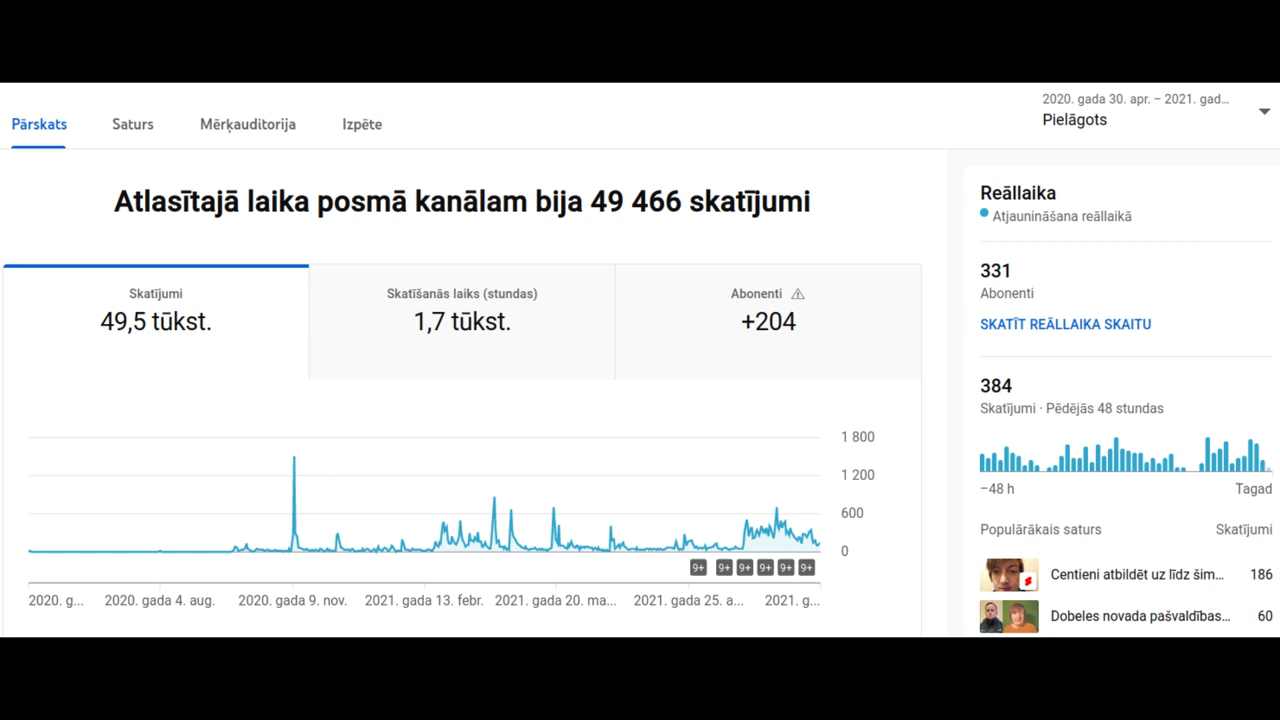 Pārskats Saturs Mērķauditorija Izpēte
2020. gada 30. apr. – 2021. gad...
Pielāgots
Atlasītajā laika posmā kanālam bija 49 466 skatījumi
Skatījumi
49,5 tūkst.
Skatīšanās laiks (stundas)
1,7 tūkst.
Abonenti
+204
1 800
1 200
600
0
9+ 9+ 9+ 9+ 9+ 9+
2020. g... 2020. gada 4. aug. 2020. gada 9. nov. 2021. gada 13. febr. 2021. gada 20. ma... 2021. gada 25. a... 2021. g...
Reāllaika
Atjaunināšana reāllaikā
331
Abonenti
SKATĪT REĀLLAIKA SKAITU
384
Skatījumi · Pēdējās 48 stundas
−48 h Tagad
Populārākais saturs Skatījumi
Centieni atbildēt uz līdz šim... 186
Dobeles novada pašvaldības... 60